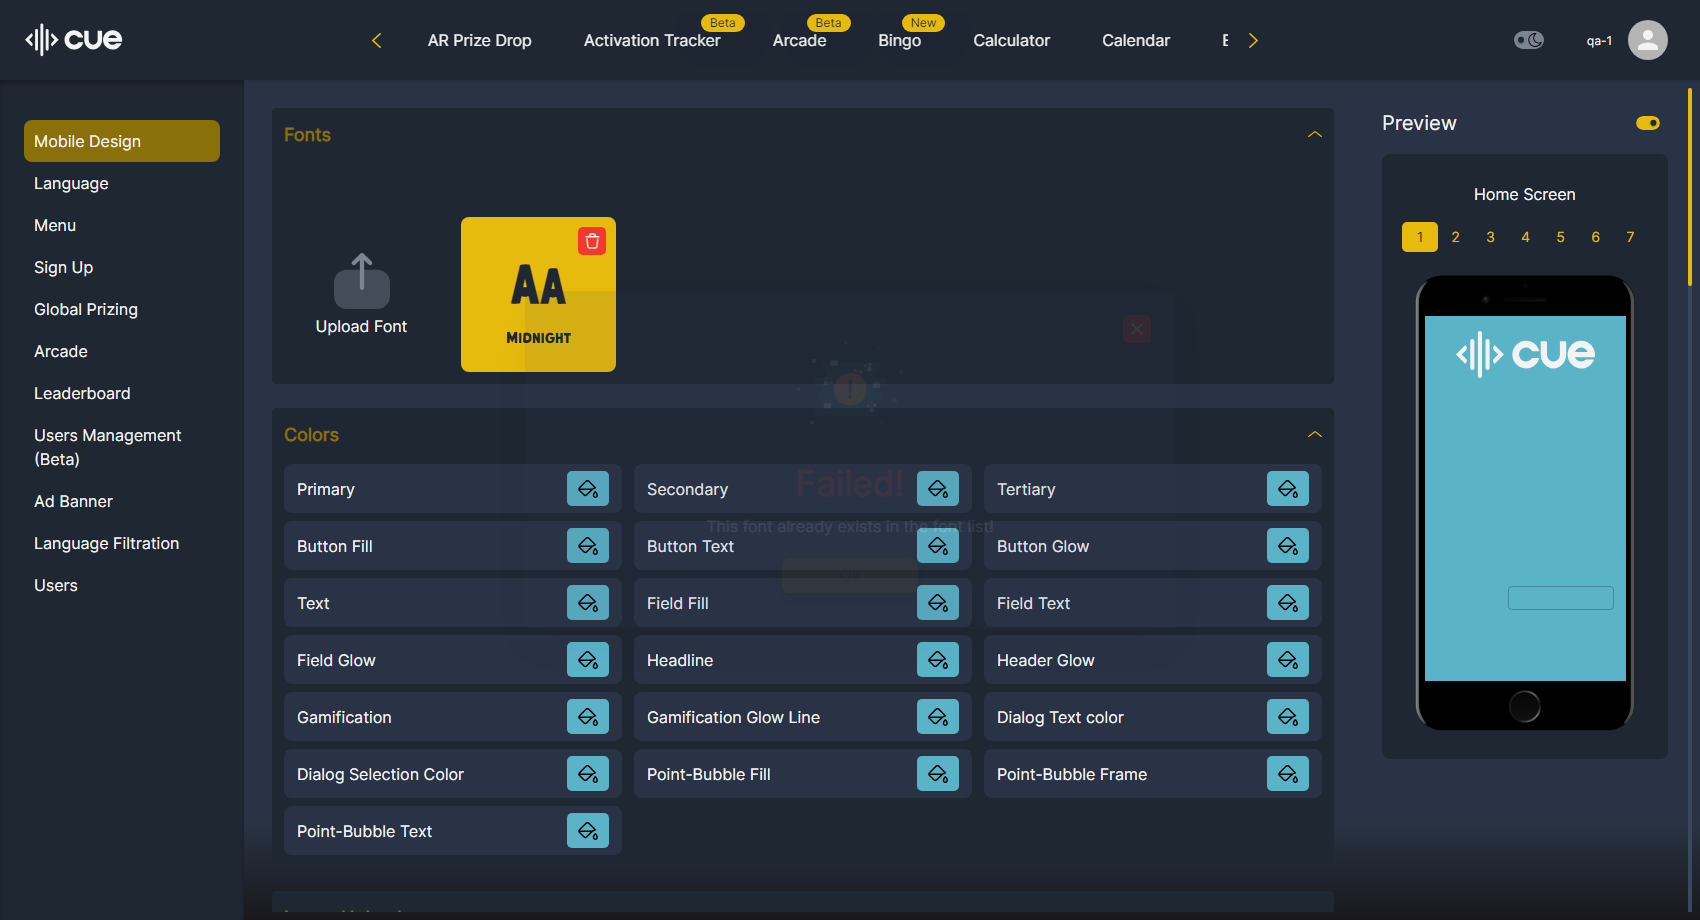 cue
AR Prize Drop
Activation Tracker
Beta
Arcade
Beta
Bingo
New
Calculator
Calendar
qa-1
Mobile Design
Language
Menu
Sign Up
Global Prizing
Arcade
Leaderboard
Users Management
(Beta)
Ad Banner
Language Filtration
Users
Fonts
Upload Font
AA
MIDNIGHT
Failed!
This font already exists in the font list!
Colors
Primary
Secondary
Tertiary
Button Fill
Button Text
Button Glow
Text
Field Fill
Field Text
Field Glow
Headline
Header Glow
Gamification
Gamification Glow Line
Dialog Text color
Dialog Selection Color
Point-Bubble Fill
Point-Bubble Frame
Point-Bubble Text
Preview
Home Screen
1 2 3 4 5 6 7
cue